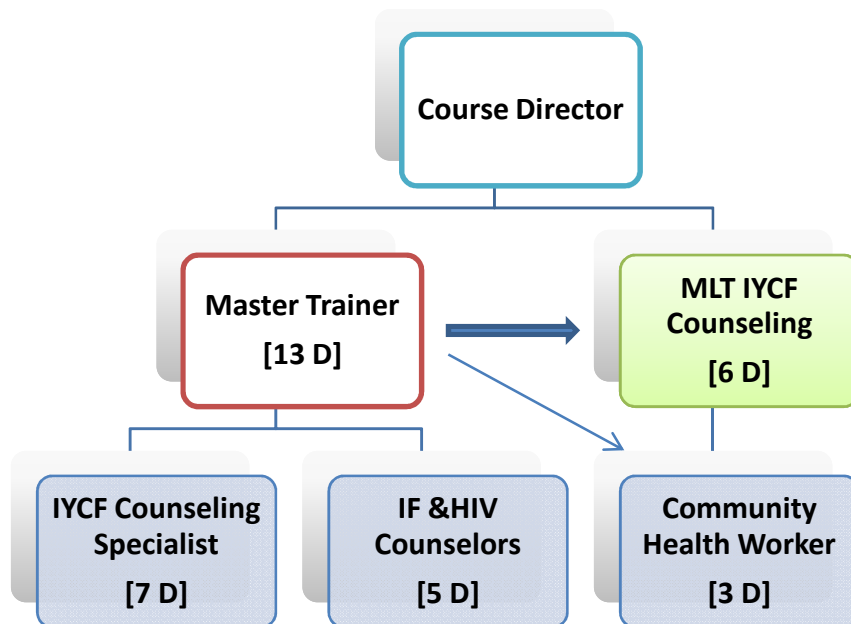 Course Director
Master Trainer
[13 D]
MLT IYCF
Counseling
[6 D]
IYCF Counseling
Specialist
[7 D]
IF &HIV
Counselors
[5 D]
Community
Health Worker
[3 D]